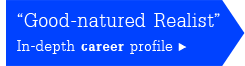 “Good-natured Realist”
In-depth career profile ▸